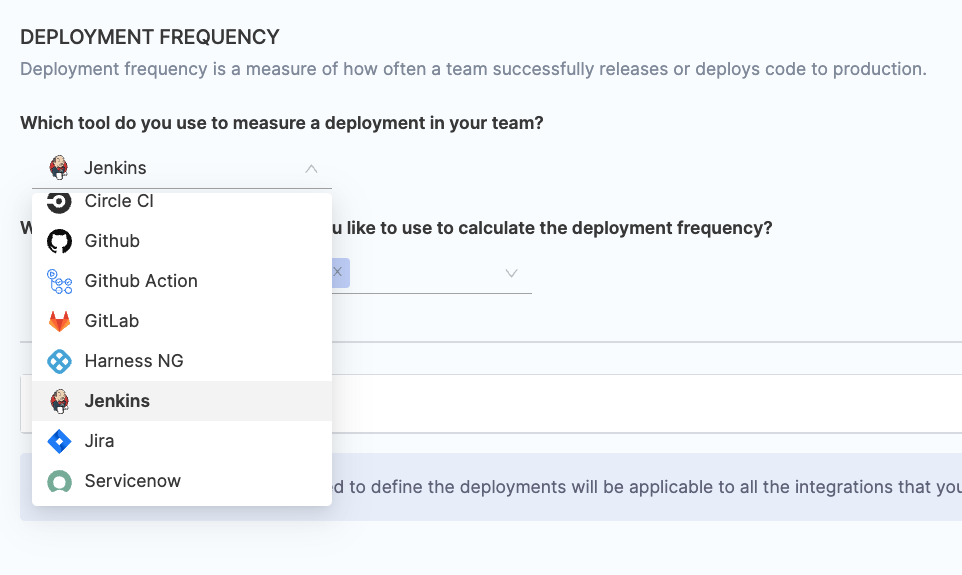 DEPLOYMENT FREQUENCY
Deployment frequency is a measure of how often a team successfully releases or deploys code to production.
Which tool do you use to measure a deployment in your team?
Jenkins
Circle CI
like to use to calculate the deployment frequency?
Github
Github Action
GitLab
Harness NG
Jenkins
Jira
Servicenow
to define the deployments will be applicable to all the integrations that you